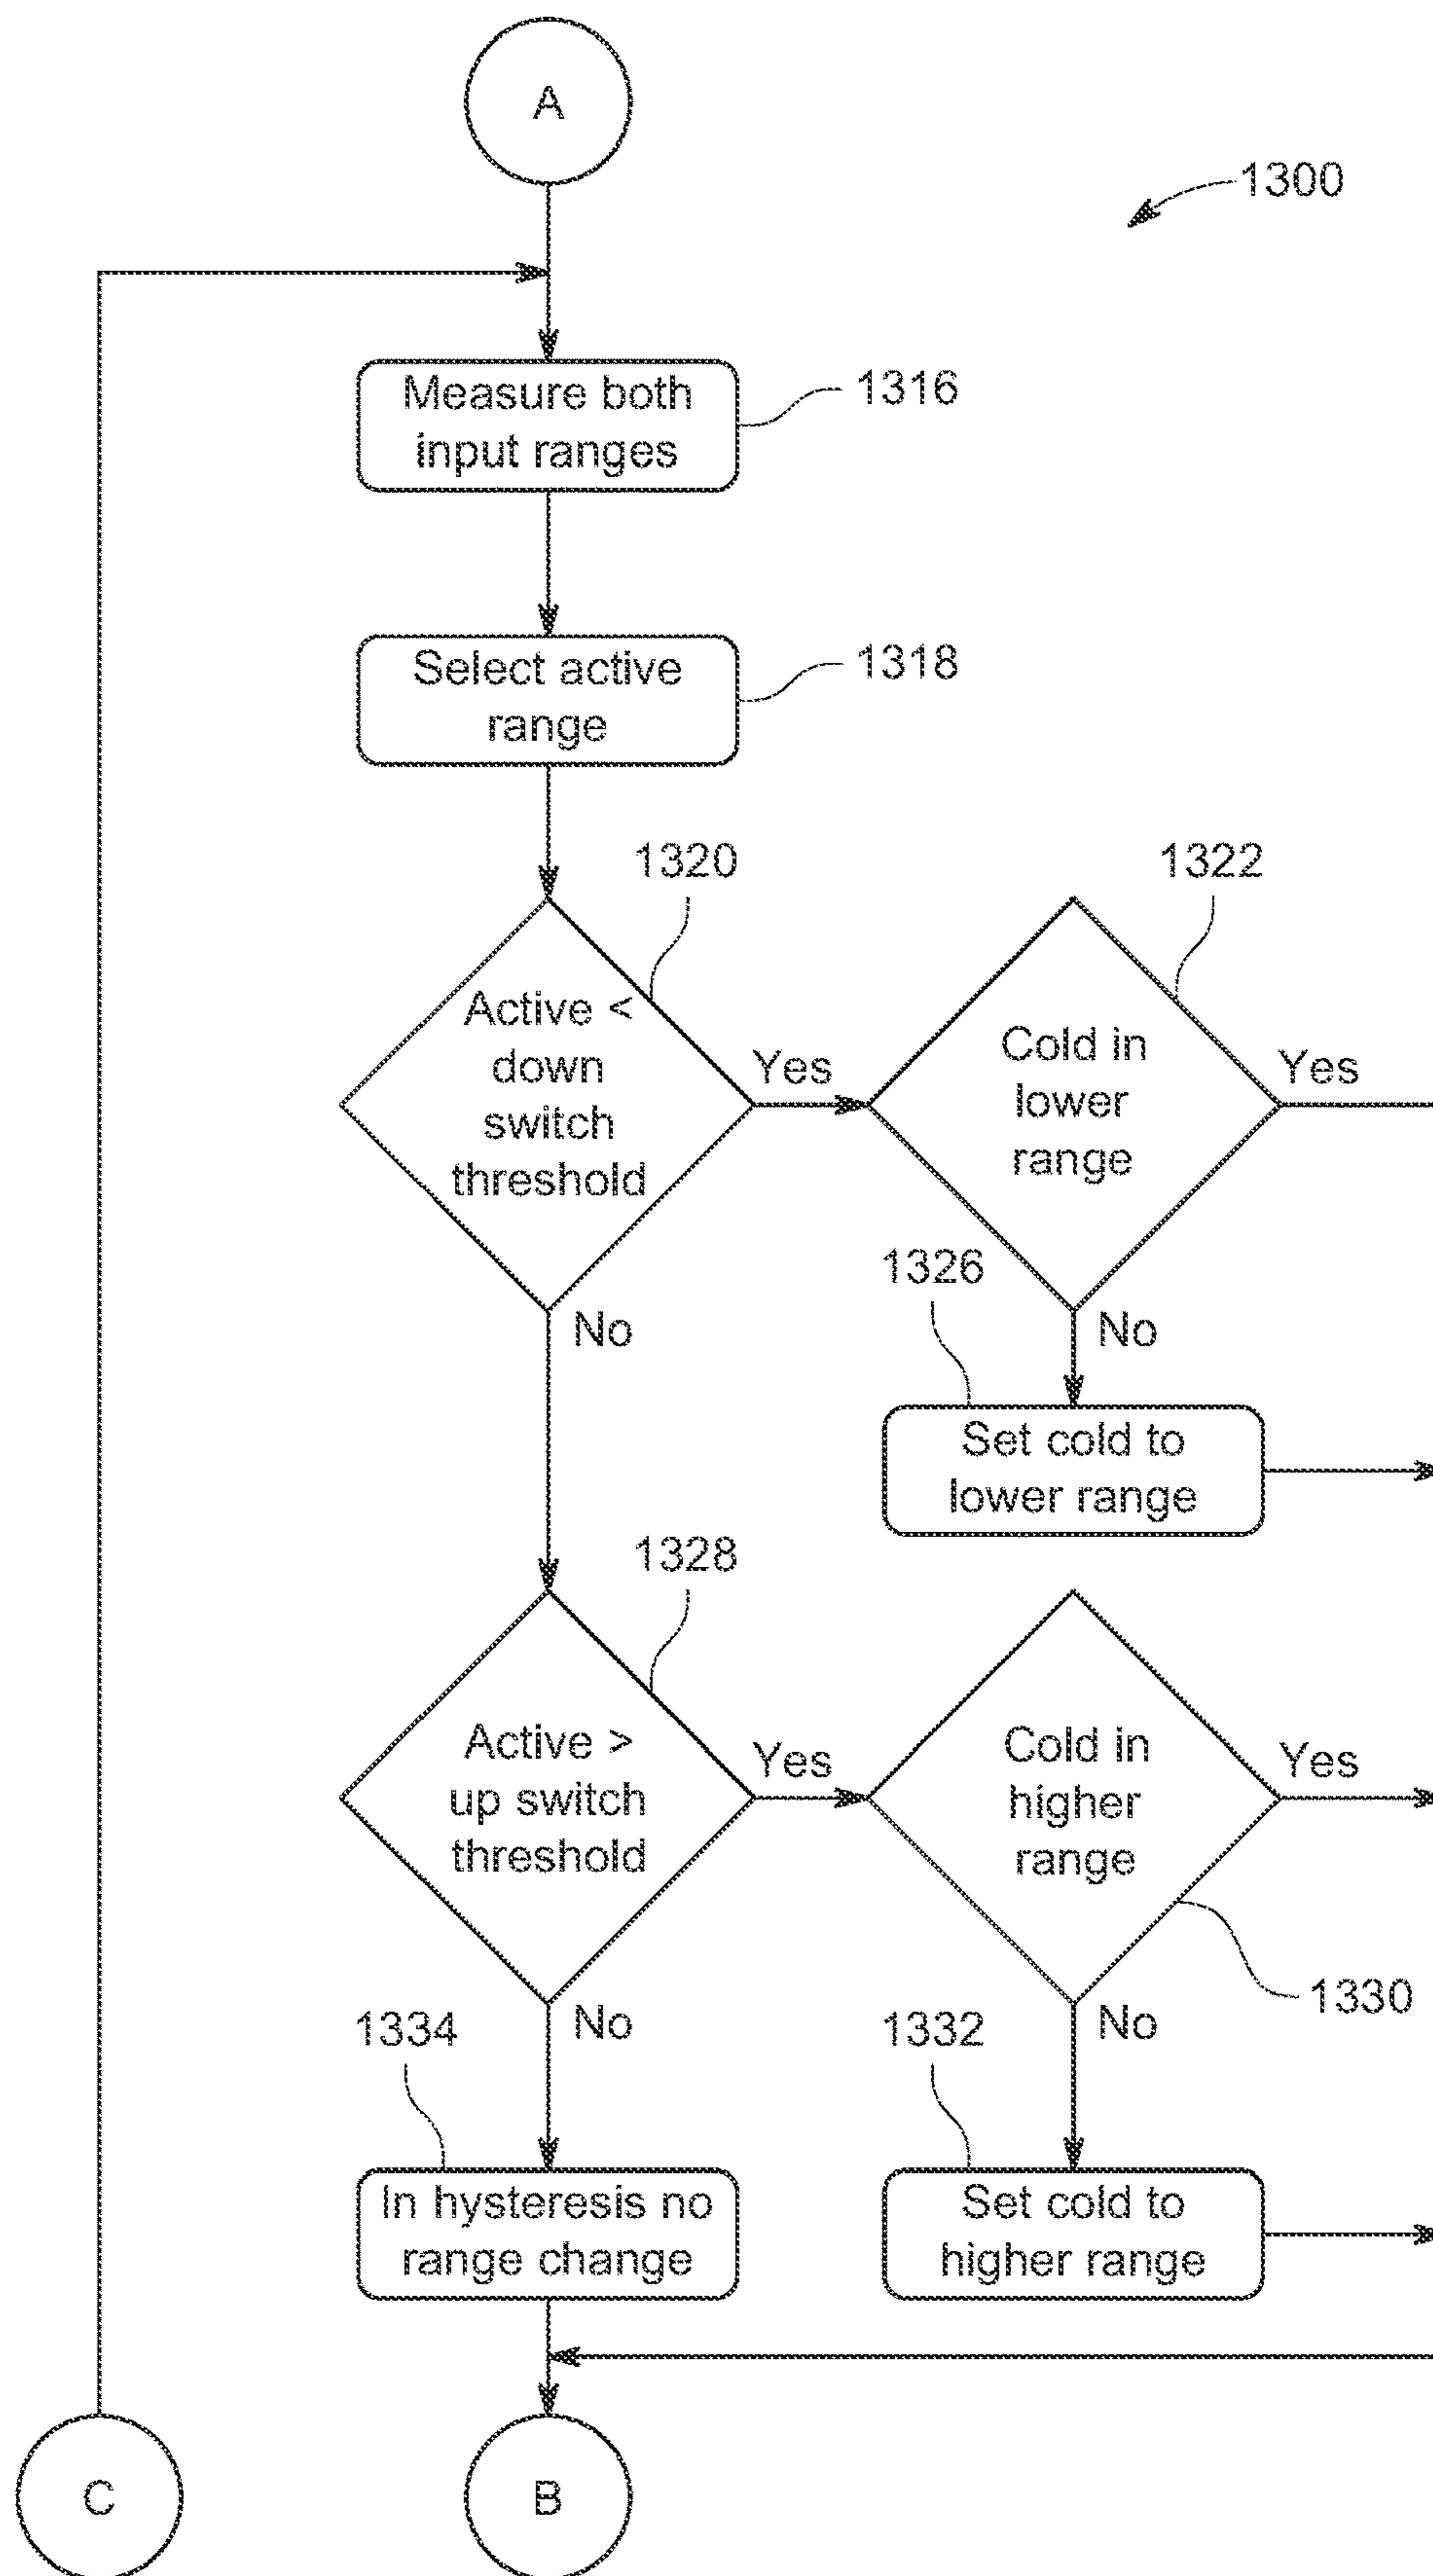 A
1300
Measure both
input ranges
1316
Select active
range
1318
1320
1322
Active <
down
switch
threshold
Yes
Cold in
lower
range
Yes
1326
No
No
Set cold to
lower range
1328
Active >
up switch
threshold
Yes
Cold in
higher
range
Yes
1330
1334
No
1332
No
In hysteresis no
range change
Set cold to
higher range
C
B